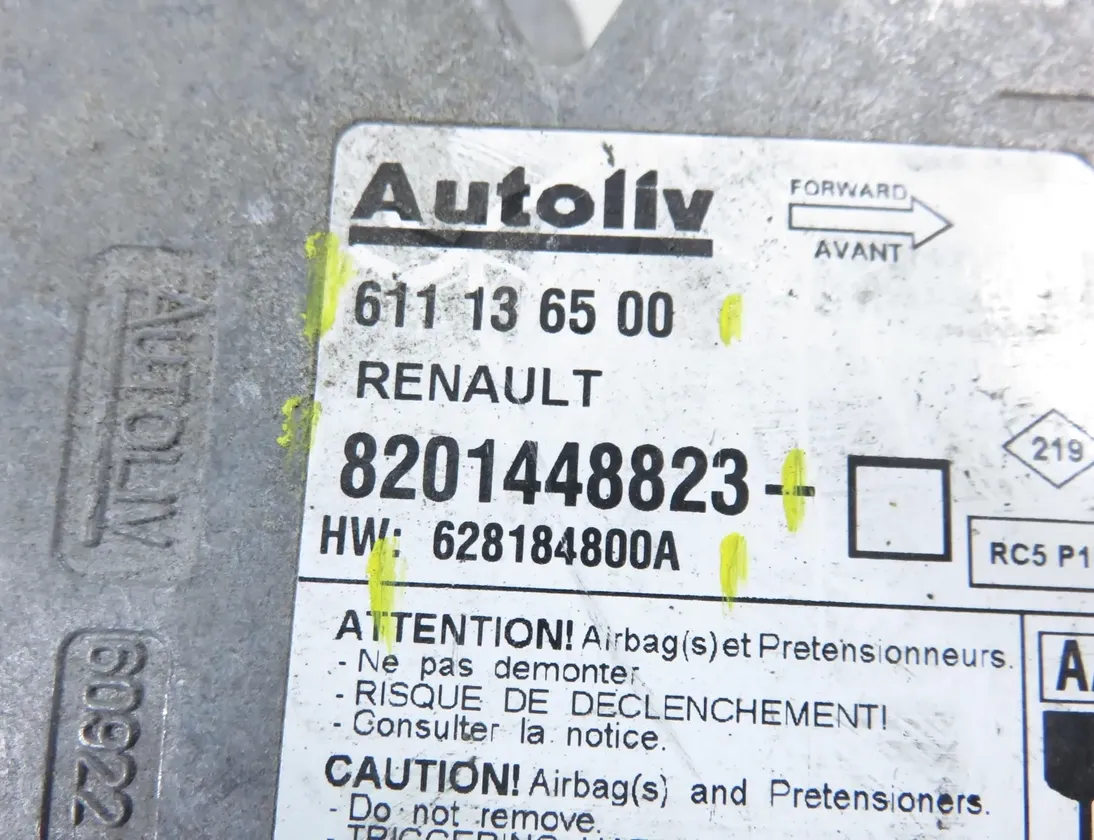 Autoliv
FORWARD
AVANT
611 13 65 00
RENAULT
8201448823--
219
HW: 628184800A
RC5 P1
ATTENTION! Airbag(s) et Pretensionneurs.
- Ne pas demonter.
- RISQUE DE DECLENCHEMENT!
- Consulter la notice.
CAUTION! Airbag(s) and Pretensioners.
- Do not remove.
AUTOLIV
60922